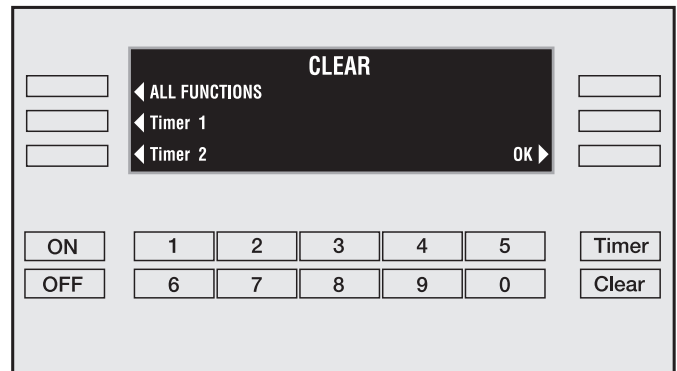 CLEAR
ALL FUNCTIONS
Timer 1
Timer 2 OK
ON 1 2 3 4 5 Timer
OFF 6 7 8 9 0 Clear